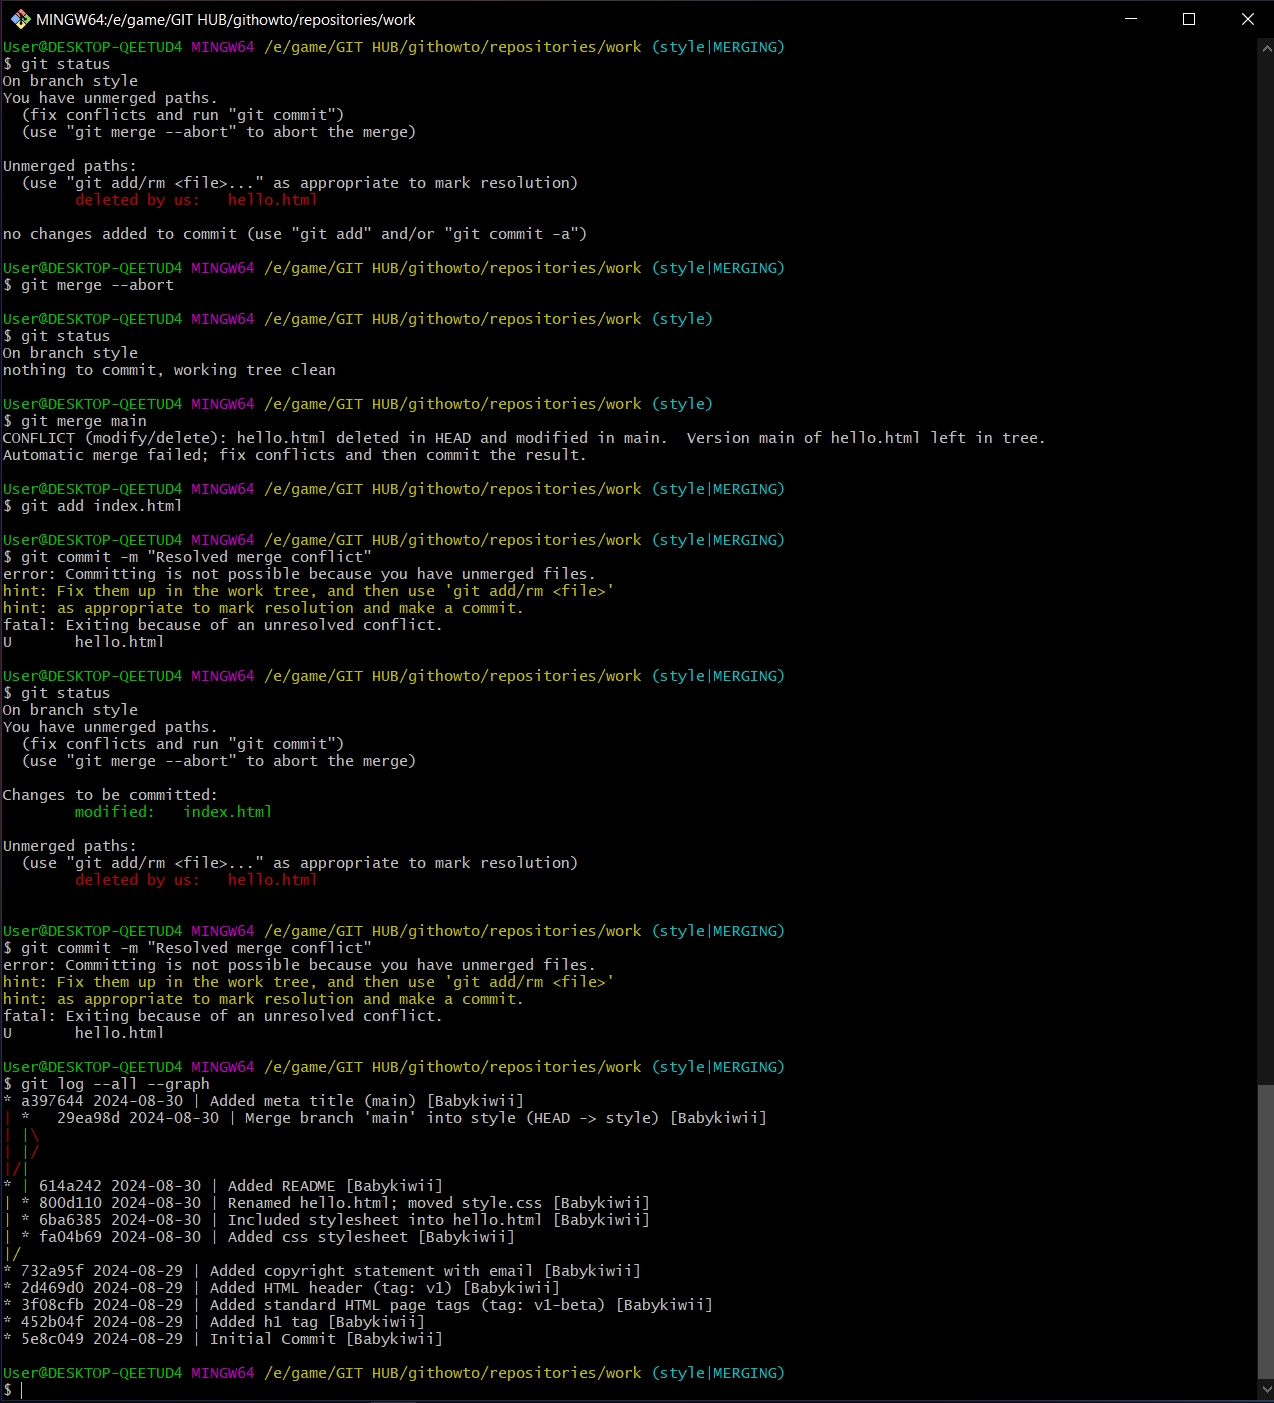 MINGW64:/e/game/GIT HUB/githowto/repositories/work
User@DESKTOP-QEETUD4 MINGW64 /e/game/GIT HUB/githowto/repositories/work (style|MERGING)
$ git status
On branch style
You have unmerged paths.
  (fix conflicts and run "git commit")
  (use "git merge --abort" to abort the merge)

Unmerged paths:
  (use "git add/rm <file>..." as appropriate to mark resolution)
        deleted by us:   hello.html

no changes added to commit (use "git add" and/or "git commit -a")

User@DESKTOP-QEETUD4 MINGW64 /e/game/GIT HUB/githowto/repositories/work (style|MERGING)
$ git merge --abort

User@DESKTOP-QEETUD4 MINGW64 /e/game/GIT HUB/githowto/repositories/work (style)
$ git status
On branch style
nothing to commit, working tree clean

User@DESKTOP-QEETUD4 MINGW64 /e/game/GIT HUB/githowto/repositories/work (style)
$ git merge main
CONFLICT (modify/delete): hello.html deleted in HEAD and modified in main.  Version main of hello.html left in tree.
Automatic merge failed; fix conflicts and then commit the result.

User@DESKTOP-QEETUD4 MINGW64 /e/game/GIT HUB/githowto/repositories/work (style|MERGING)
$ git add index.html

User@DESKTOP-QEETUD4 MINGW64 /e/game/GIT HUB/githowto/repositories/work (style|MERGING)
$ git commit -m "Resolved merge conflict"
error: Committing is not possible because you have unmerged files.
hint: Fix them up in the work tree, and then use 'git add/rm <file>'
hint: as appropriate to mark resolution and make a commit.
fatal: Exiting because of an unresolved conflict.
U       hello.html

User@DESKTOP-QEETUD4 MINGW64 /e/game/GIT HUB/githowto/repositories/work (style|MERGING)
$ git status
On branch style
You have unmerged paths.
  (fix conflicts and run "git commit")
  (use "git merge --abort" to abort the merge)

Changes to be committed:
        modified:   index.html

Unmerged paths:
  (use "git add/rm <file>..." as appropriate to mark resolution)
        deleted by us:   hello.html

User@DESKTOP-QEETUD4 MINGW64 /e/game/GIT HUB/githowto/repositories/work (style|MERGING)
$ git commit -m "Resolved merge conflict"
error: Committing is not possible because you have unmerged files.
hint: Fix them up in the work tree, and then use 'git add/rm <file>'
hint: as appropriate to mark resolution and make a commit.
fatal: Exiting because of an unresolved conflict.
U       hello.html

User@DESKTOP-QEETUD4 MINGW64 /e/game/GIT HUB/githowto/repositories/work (style|MERGING)
$ git log --all --graph
* a397644 2024-08-30 | Added meta title (main) [Babykiwii]
| *   29ea98d 2024-08-30 | Merge branch 'main' into style (HEAD -> style) [Babykiwii]
| |\
| |/
|/|
* | 614a242 2024-08-30 | Added README [Babykiwii]
| * 800d110 2024-08-30 | Renamed hello.html; moved style.css [Babykiwii]
| * 6ba6385 2024-08-30 | Included stylesheet into hello.html [Babykiwii]
| * fa04b69 2024-08-30 | Added css stylesheet [Babykiwii]
|/
* 732a95f 2024-08-29 | Added copyright statement with email [Babykiwii]
* 2d469d0 2024-08-29 | Added HTML header (tag: v1) [Babykiwii]
* 3f08cfb 2024-08-29 | Added standard HTML page tags (tag: v1-beta) [Babykiwii]
* 452b04f 2024-08-29 | Added h1 tag [Babykiwii]
* 5e8c049 2024-08-29 | Initial Commit [Babykiwii]

User@DESKTOP-QEETUD4 MINGW64 /e/game/GIT HUB/githowto/repositories/work (style|MERGING)
$